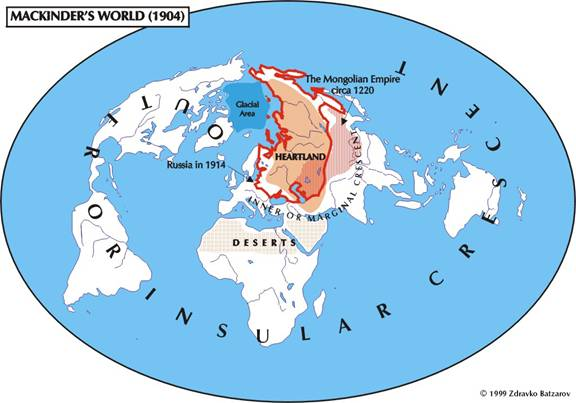 MACKINDER'S WORLD (1904)
The Mongolian Empire
circa 1220
Glacial
Area
Russia in 1914
HEARTLAND
INNER OR MARGINAL CRESCENT
DESERTS
OUTER OR INSULAR CRESCENT
© 1999 Zdravko Batzarov